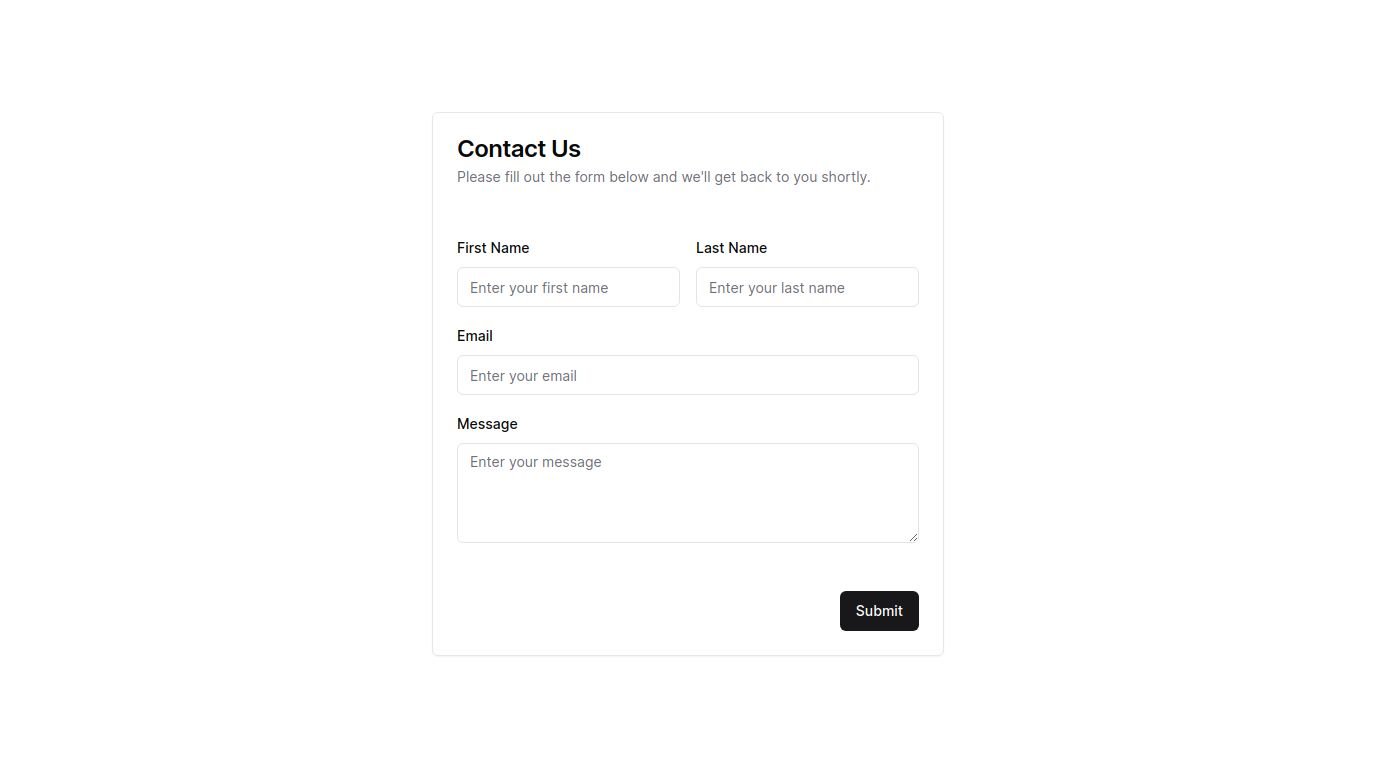 Contact Us
Please fill out the form below and we'll get back to you shortly.
First Name
Last Name
Enter your first name
Enter your last name
Email
Enter your email
Message
Enter your message
Submit